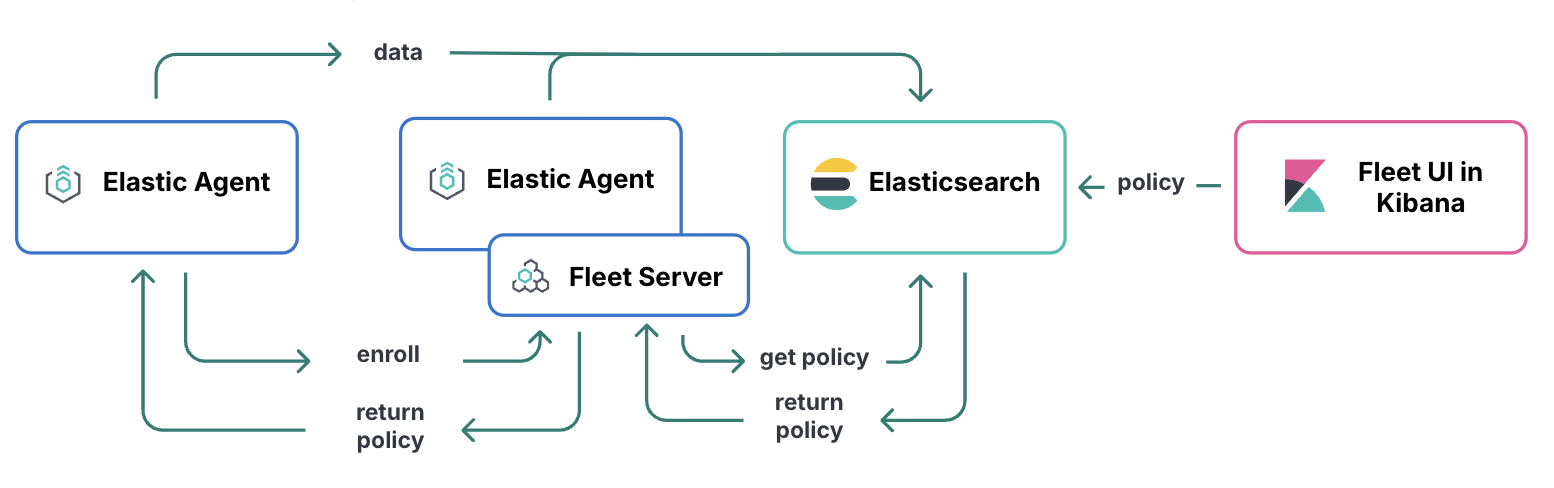 data
Elastic Agent
Elastic Agent
Elasticsearch
policy
Fleet UI in
Kibana
Fleet Server
enroll
get policy
return
policy
return
policy